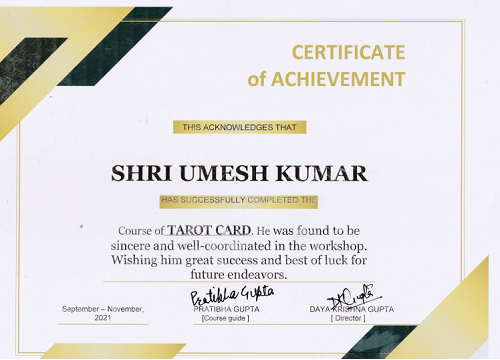 CERTIFICATE
of ACHIEVEMENT
THIS ACKNOWLEDGES THAT
SHRI UMESH KUMAR
HAS SUCCESSFULLY COMPLETED THE
Course of TAROT CARD. He was found to be
sincere and well-coordinated in the workshop.
Wishing him great success and best of luck for
future endeavors.
Pratibha Gupta
September – November,
2021
PRATIBHA GUPTA
[Course guide ]
DAYA KRISHNA GUPTA
[ Director ]